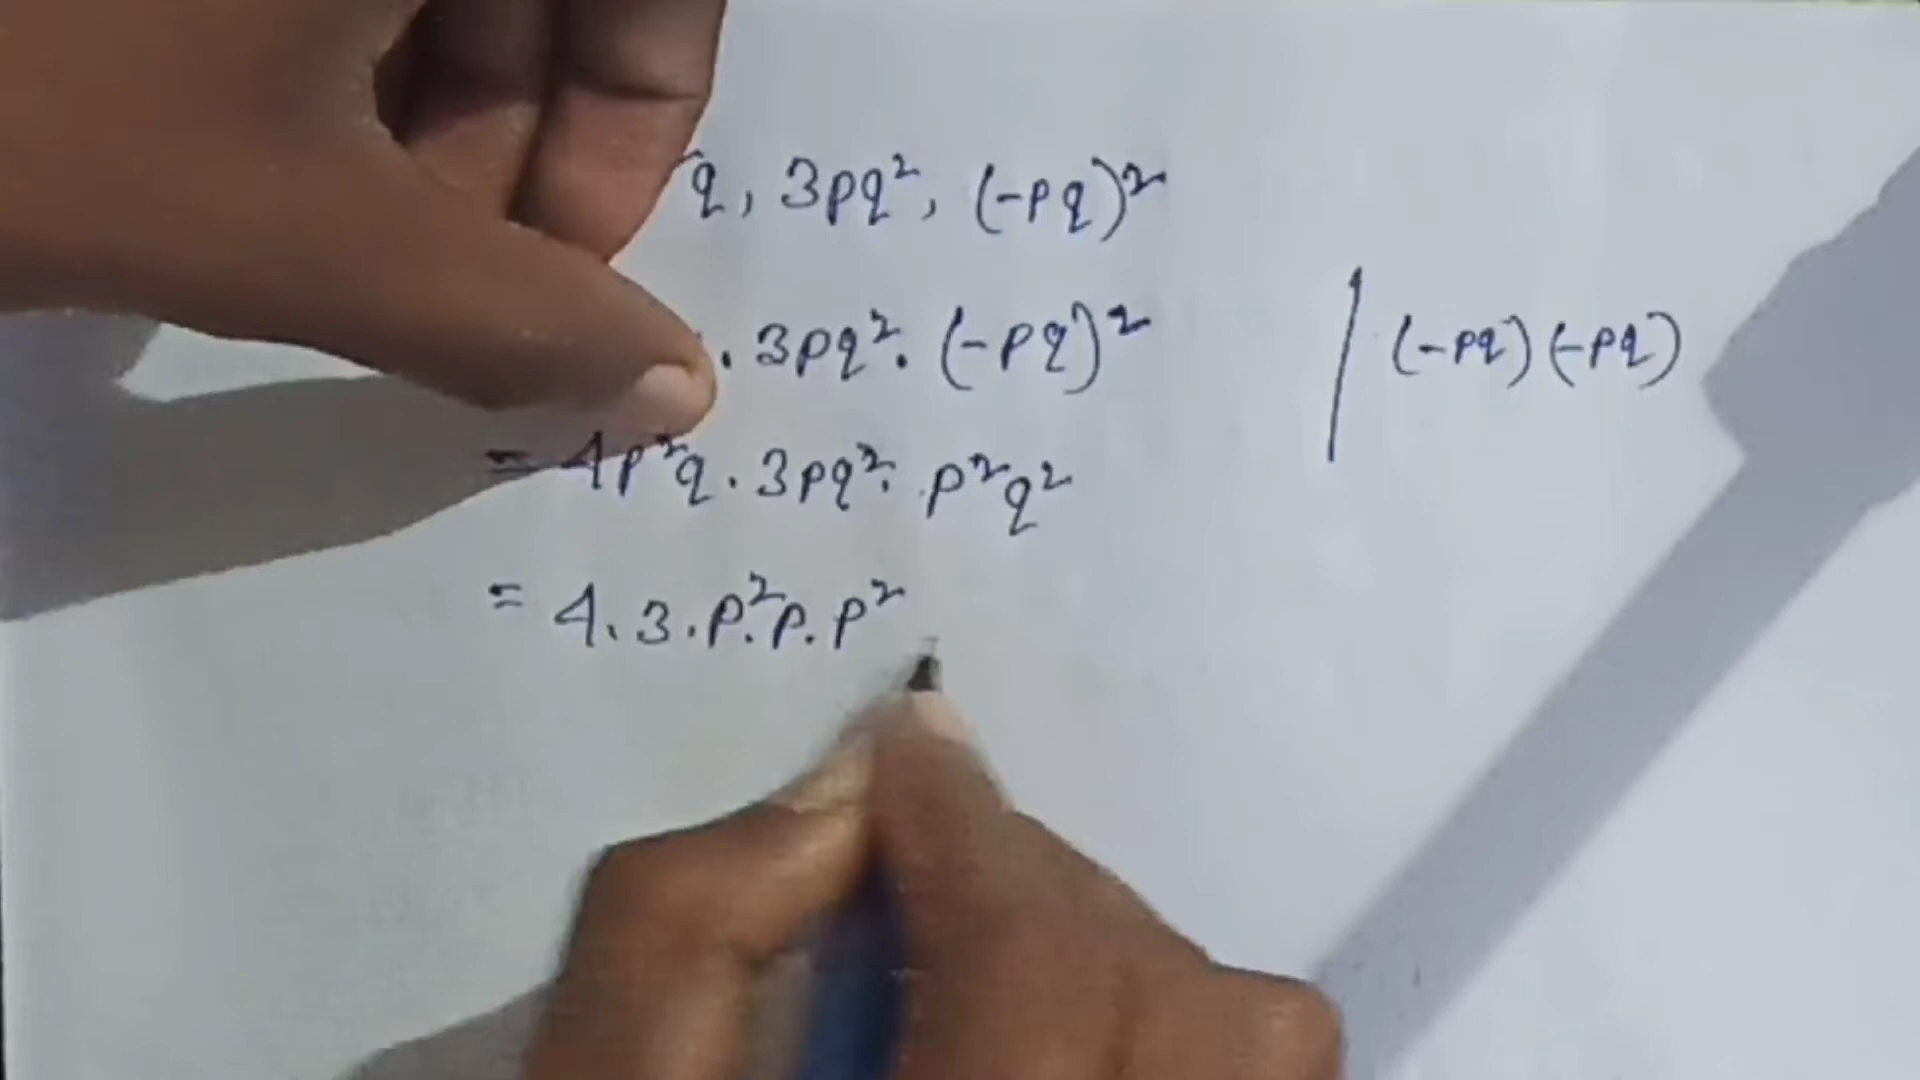 q, 3pq², (-pq)²
. 3pq². (-pq)² | (-pq)(-pq)
= 4p²q . 3pq². p²q²
= 4.3.p².p.p²